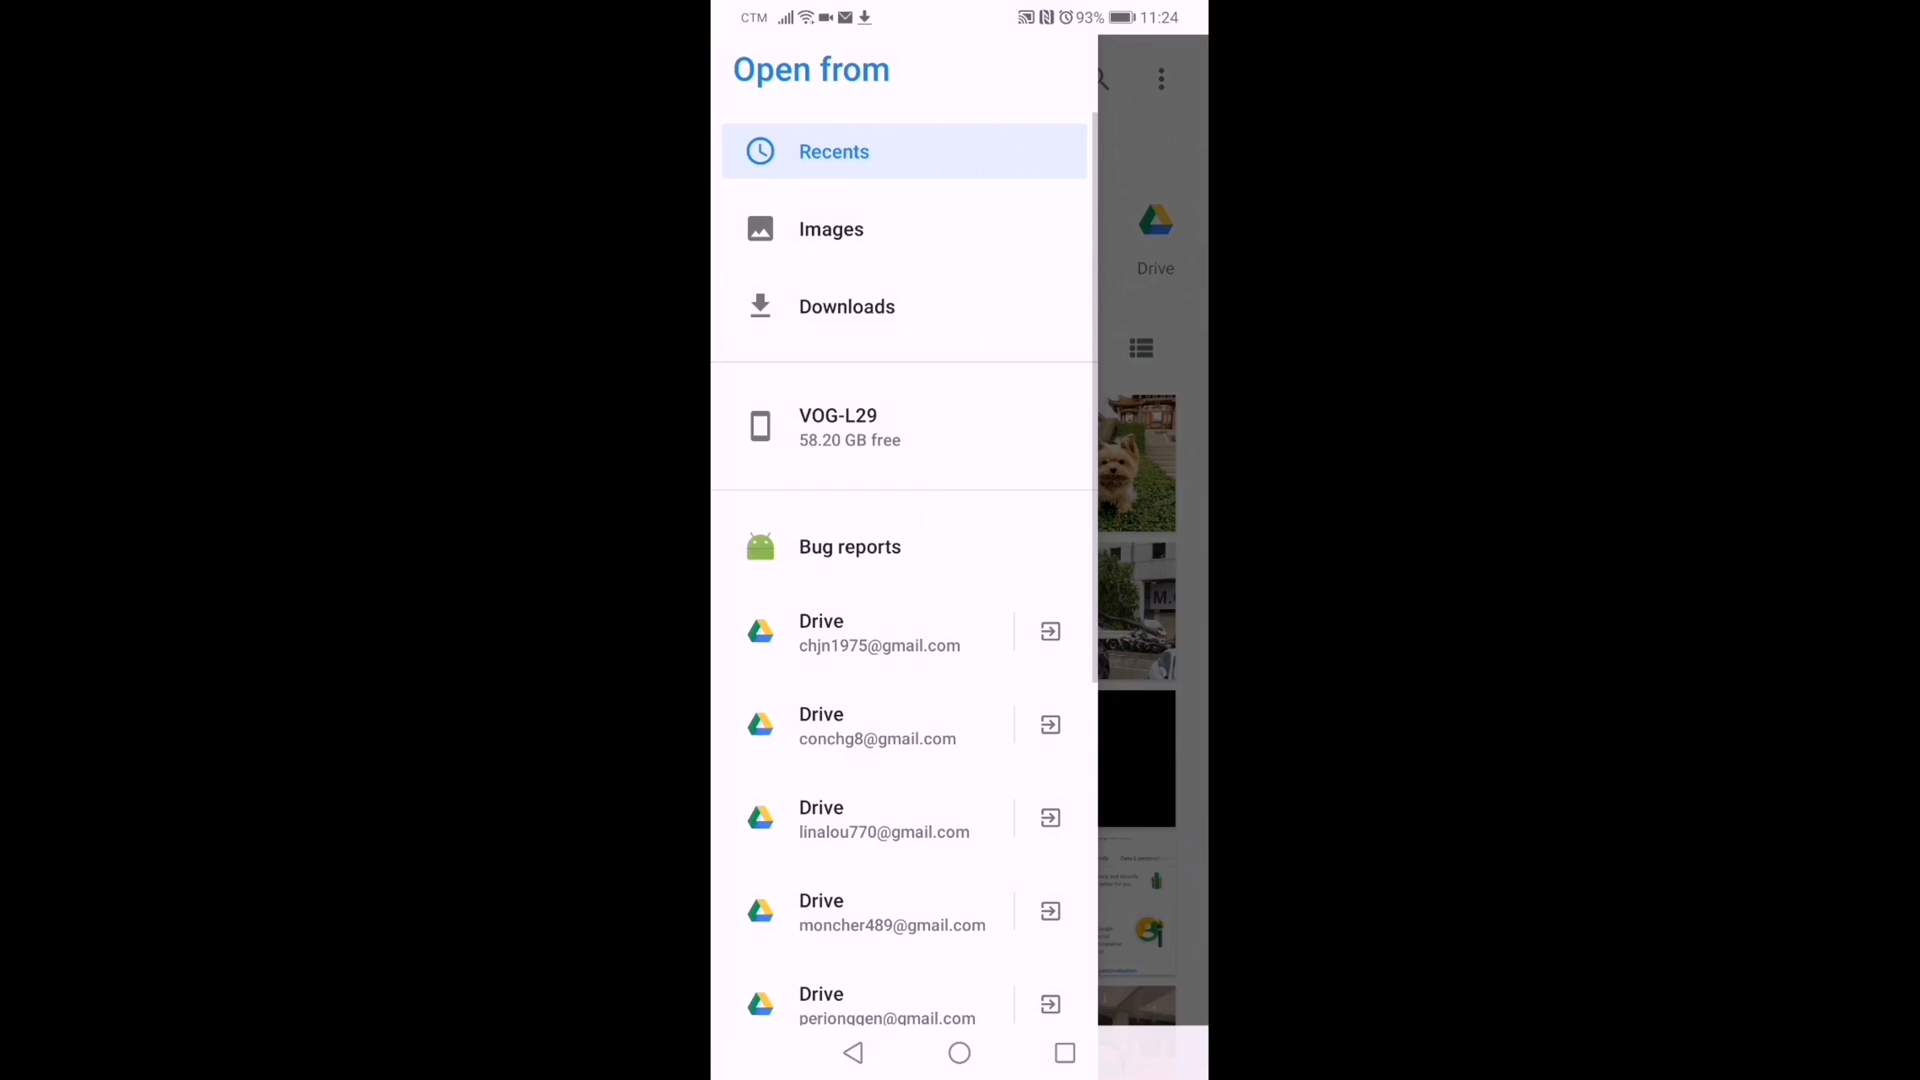 CTM 93% 11:24
Open from
Recents
Images
Drive
Downloads
VOG-L29
58.20 GB free
Bug reports
Drive
chjn1975@gmail.com
Drive
conchg8@gmail.com
Drive
linalou770@gmail.com
Drive
moncher489@gmail.com
Drive
perionggen@gmail.com
M.